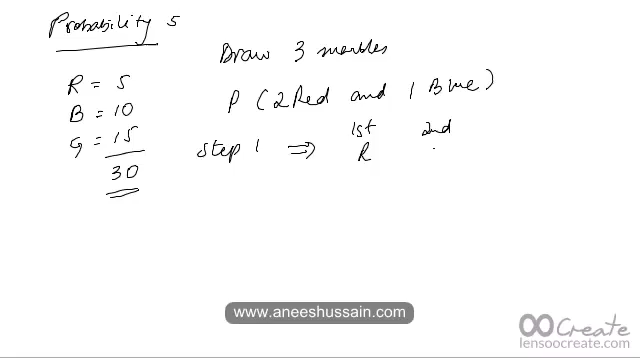 Probability 5
Draw 3 marbles
R = 5
B = 10
G = 15
30
P (2 Red and 1 Blue)
1st 2nd
Step 1 ⇒ R
www.aneeshussain.com
Create
lensoocreate.com